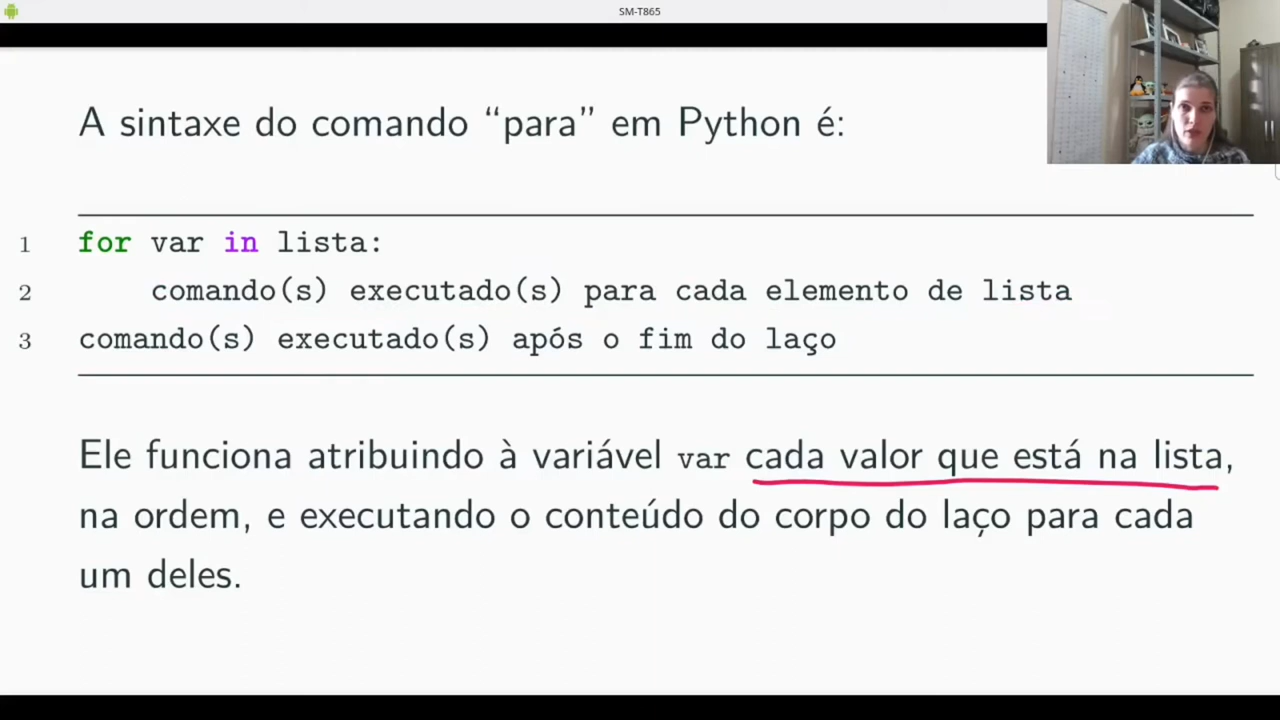 SM-T865
A sintaxe do comando “para” em Python é:
1 for var in lista:
2 comando(s) executado(s) para cada elemento de lista
3 comando(s) executado(s) após o fim do laço
Ele funciona atribuindo à variável var cada valor que está na lista,
na ordem, e executando o conteúdo do corpo do laço para cada
um deles.